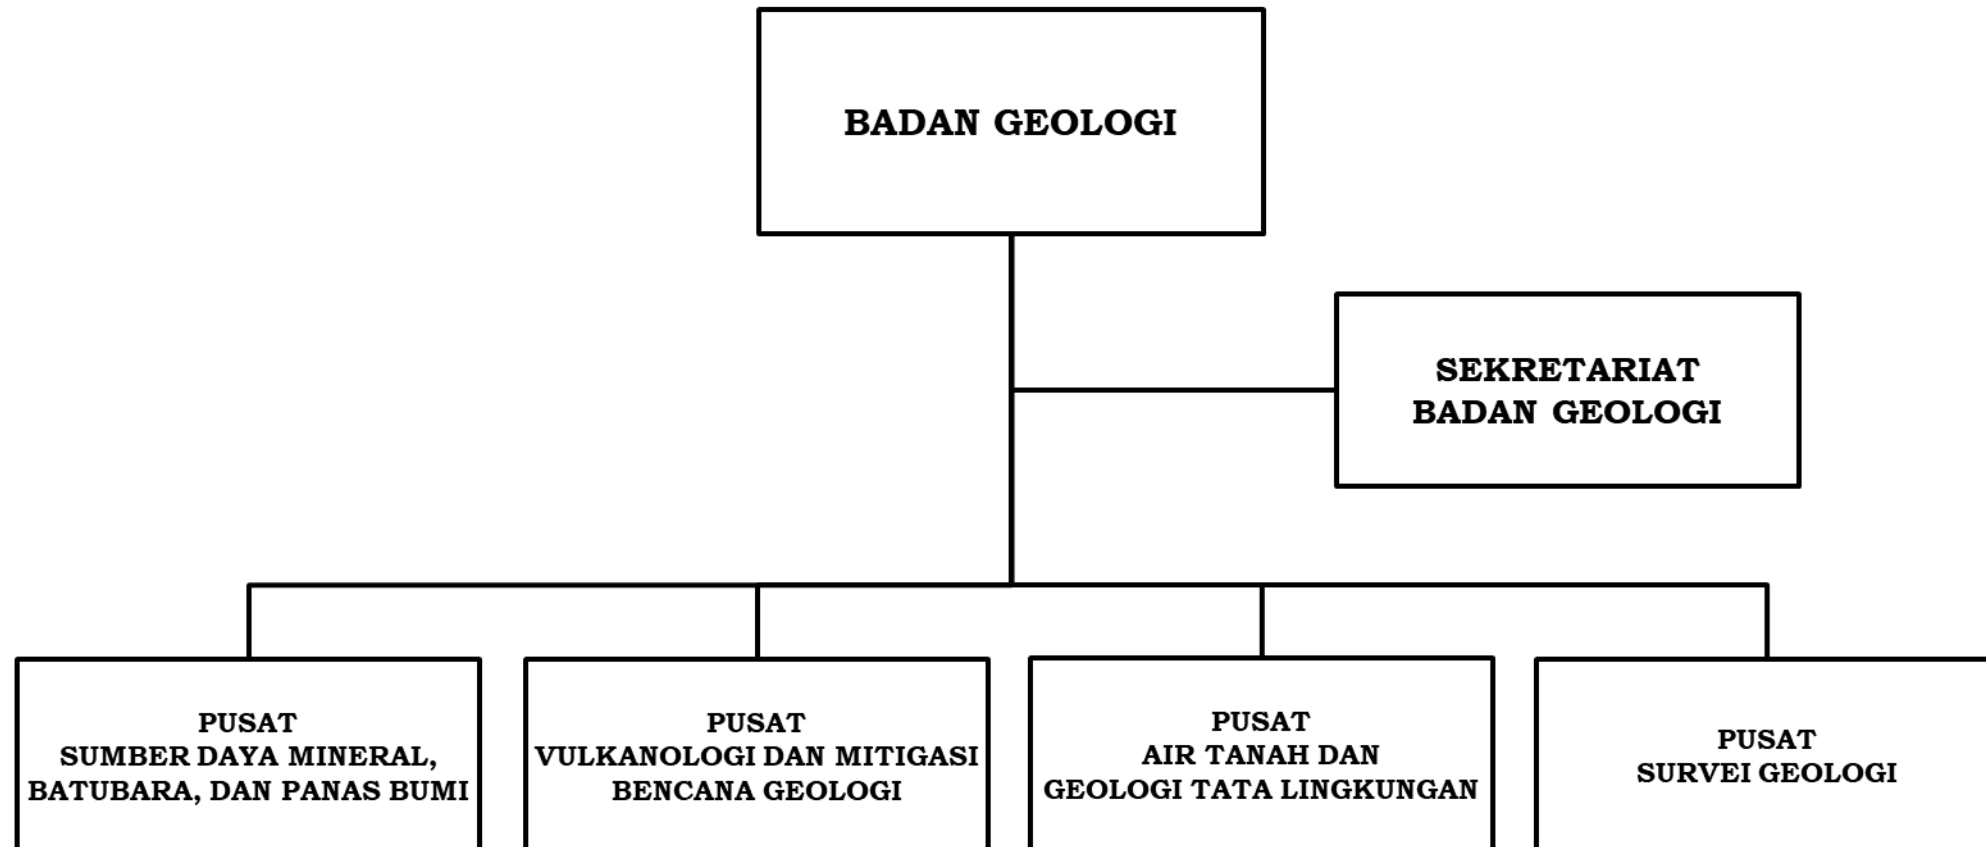 BADAN GEOLOGI
SEKRETARIAT
BADAN GEOLOGI
PUSAT
SUMBER DAYA MINERAL,
BATUBARA, DAN PANAS BUMI
PUSAT
VULKANOLOGI DAN MITIGASI
BENCANA GEOLOGI
PUSAT
AIR TANAH DAN
GEOLOGI TATA LINGKUNGAN
PUSAT
SURVEI GEOLOGI